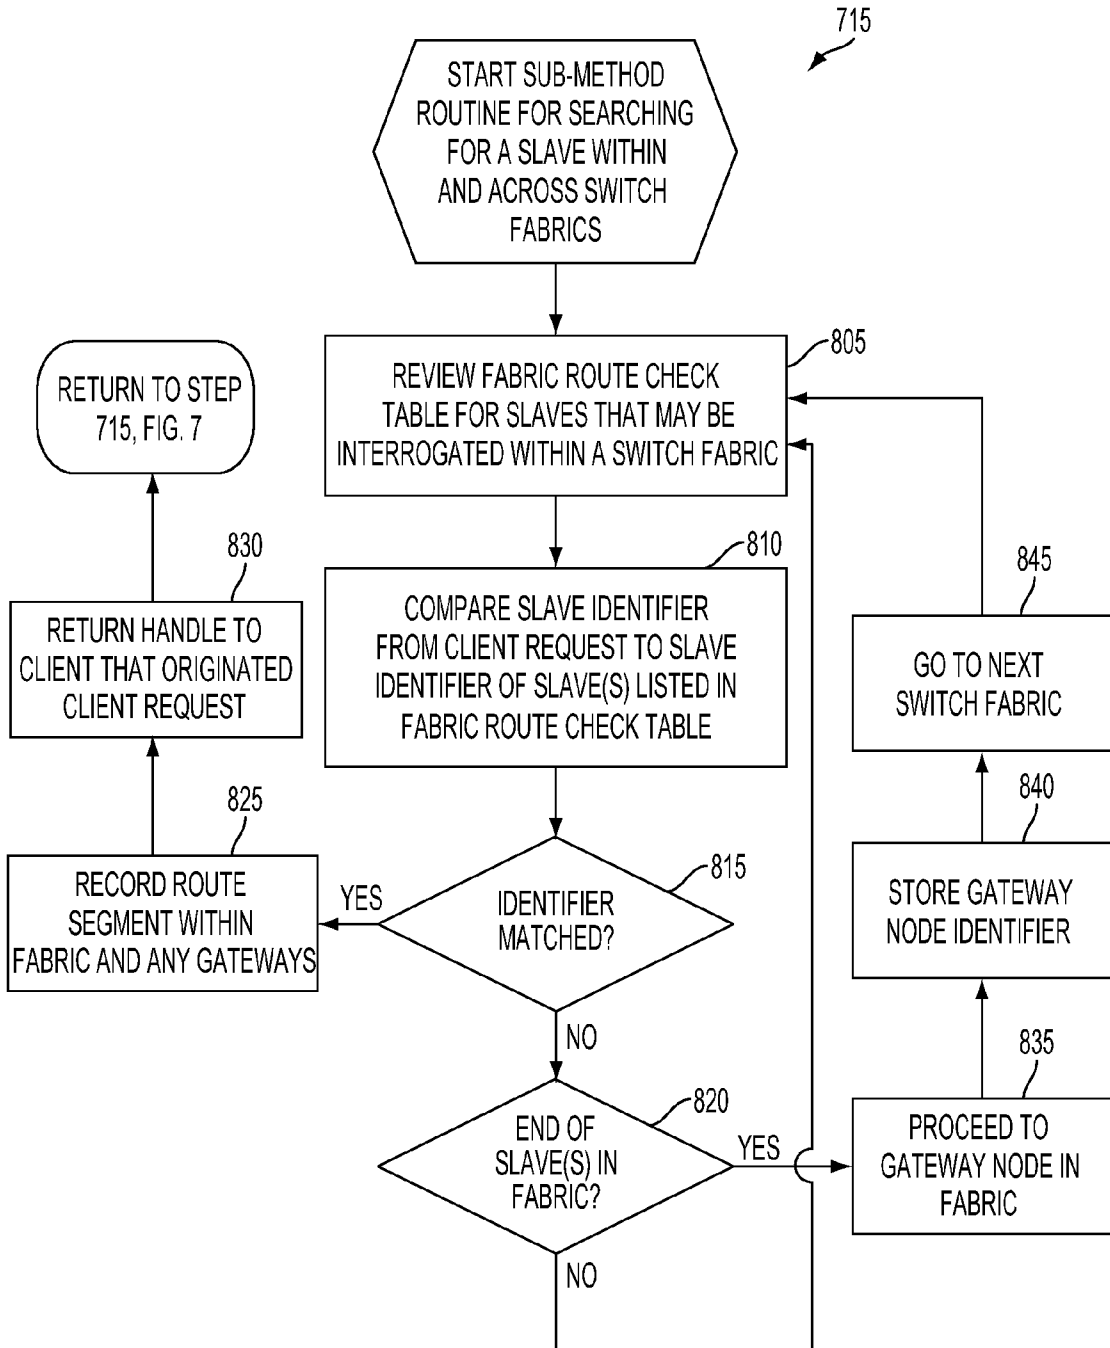 715
START SUB-METHOD
ROUTINE FOR SEARCHING
FOR A SLAVE WITHIN
AND ACROSS SWITCH
FABRICS
805
REVIEW FABRIC ROUTE CHECK
TABLE FOR SLAVES THAT MAY BE
INTERROGATED WITHIN A SWITCH FABRIC
RETURN TO STEP
715, FIG. 7
810
COMPARE SLAVE IDENTIFIER
FROM CLIENT REQUEST TO SLAVE
IDENTIFIER OF SLAVE(S) LISTED IN
FABRIC ROUTE CHECK TABLE
830
RETURN HANDLE TO
CLIENT THAT ORIGINATED
CLIENT REQUEST
845
GO TO NEXT
SWITCH FABRIC
825
RECORD ROUTE
SEGMENT WITHIN
FABRIC AND ANY GATEWAYS
YES
815
IDENTIFIER
MATCHED?
NO
840
STORE GATEWAY
NODE IDENTIFIER
820
END OF
SLAVE(S) IN
FABRIC?
YES
NO
835
PROCEED TO
GATEWAY NODE IN
FABRIC